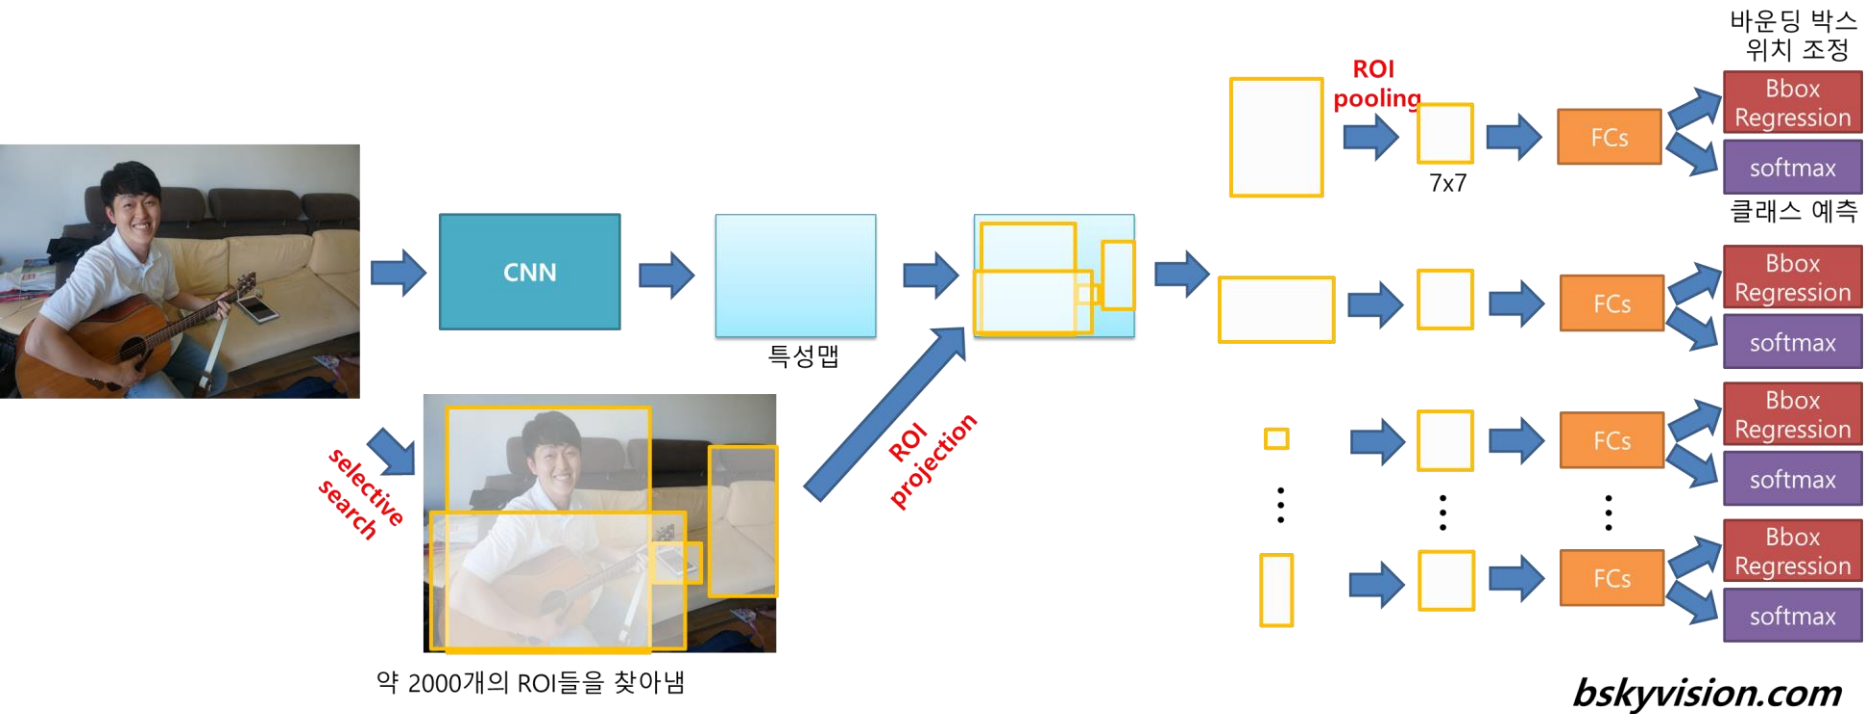 바운딩 박스
위치 조정
ROI
pooling
Bbox
Regression
FCs
softmax
7x7
클래스 예측
CNN
특성맵
Bbox
Regression
FCs
softmax
selective
search
ROI
projection
Bbox
Regression
FCs
softmax
Bbox
Regression
FCs
softmax
약 2000개의 ROI들을 찾아냄
bskyvision.com